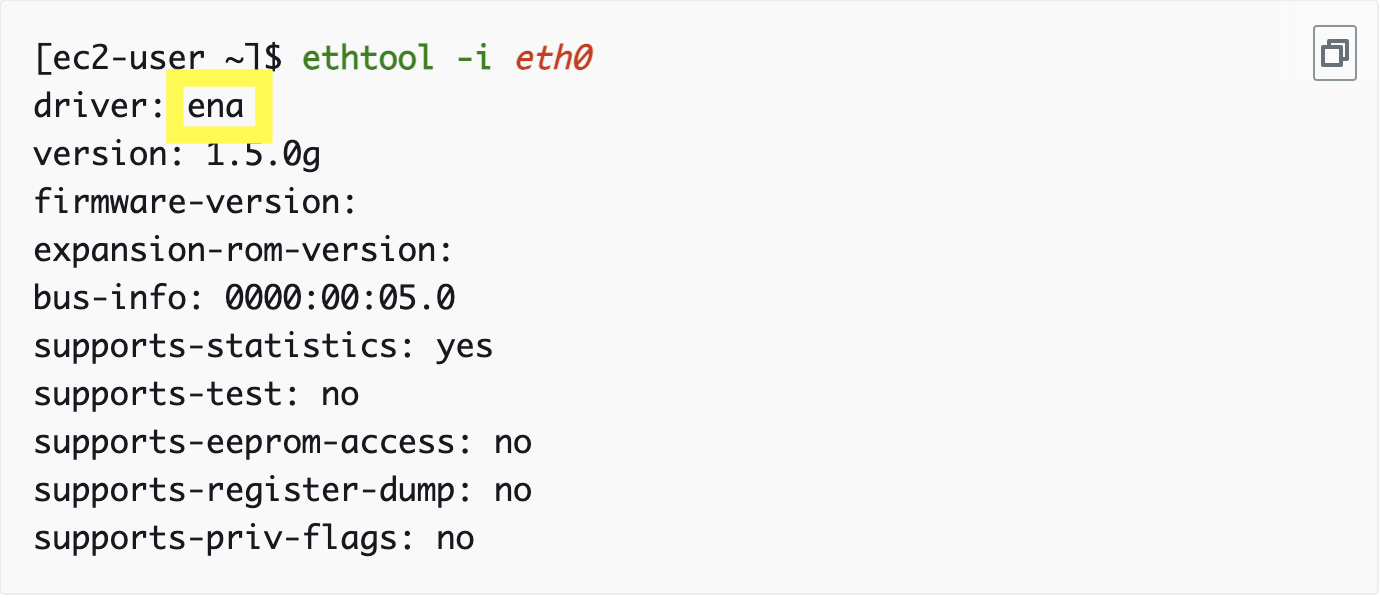 [ec2-user ~]$ ethtool -i eth0
driver: ena
version: 1.5.0g
firmware-version:
expansion-rom-version:
bus-info: 0000:00:05.0
supports-statistics: yes
supports-test: no
supports-eeprom-access: no
supports-register-dump: no
supports-priv-flags: no